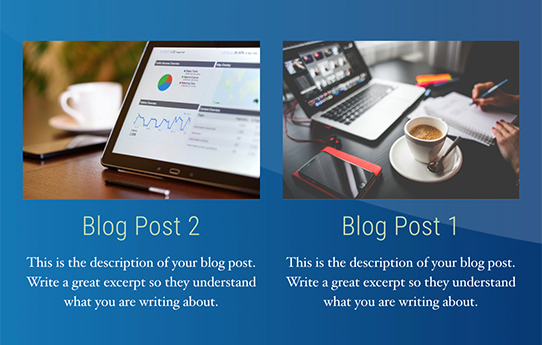 Blog Post 2
This is the description of your blog post.
Write a great excerpt so they understand
what you are writing about.
Blog Post 1
This is the description of your blog post.
Write a great excerpt so they understand
what you are writing about.